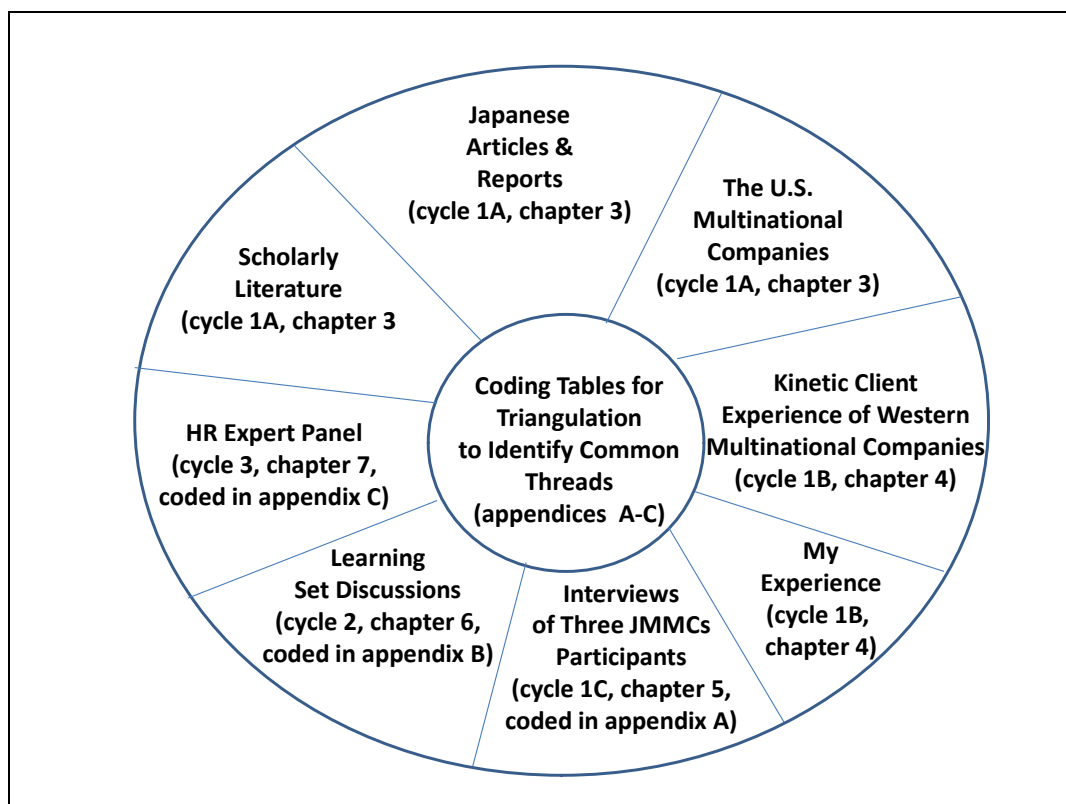 Japanese
Articles &
Reports
(cycle 1A, chapter 3)
The U.S.
Multinational
Companies
(cycle 1A, chapter 3)
Scholarly
Literature
(cycle 1A, chapter 3
Coding Tables for
Triangulation
to Identify Common
Threads
(appendices A-C)
Kinetic Client
Experience of Western
Multinational Companies
(cycle 1B, chapter 4)
HR Expert Panel
(cycle 3, chapter 7,
coded in appendix C)
My
Experience
(cycle 1B,
chapter 4)
Learning
Set Discussions
(cycle 2, chapter 6,
coded in appendix B)
Interviews
of Three JMMCs
Participants
(cycle 1C, chapter 5,
coded in appendix A)